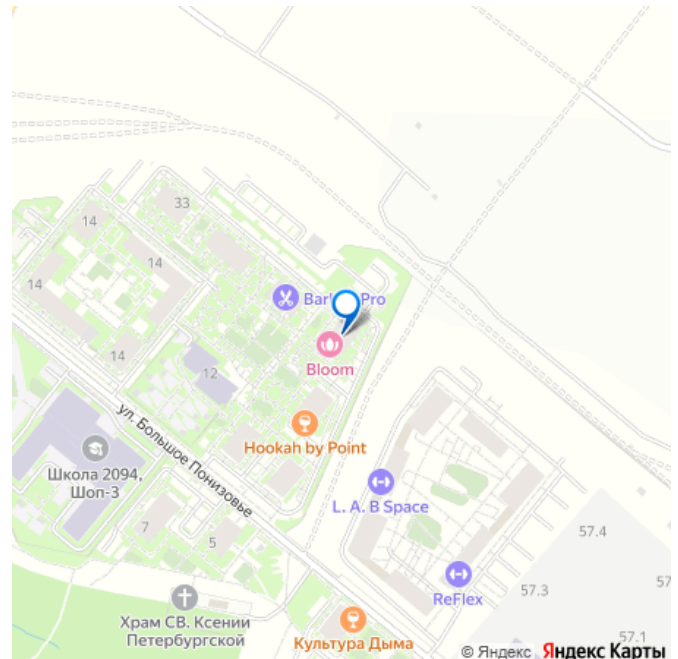 33
14
14
14
14
Bar
Pro
Bloom
12
ул. Большое Понизовье
Hookah by Point
Школа 2094,
Шоп-3
L. A. B Space
7
5
57.4
57.3
57
57.1
ReFlex
Храм СВ. Ксении
Петербургской
Культура Дыма
© Яндекс Яндекс Карты